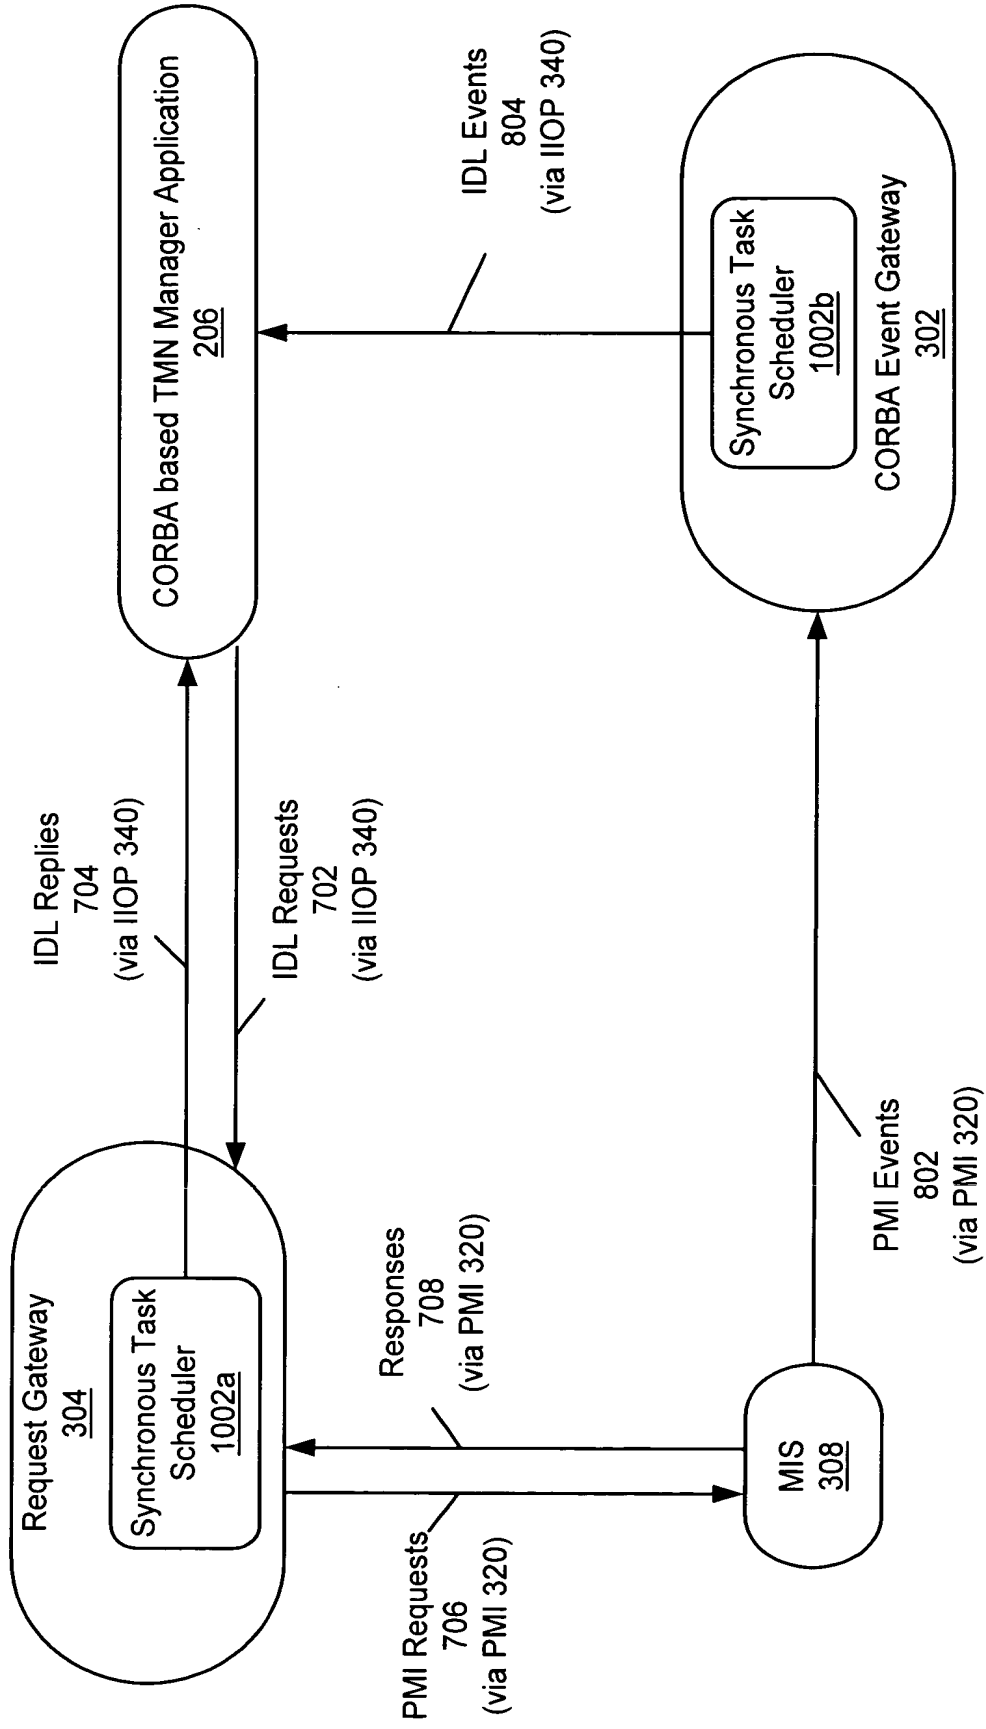 Request Gateway
304
Synchronous Task
Scheduler
1002a
IDL Replies
704
(via IIOP 340)
IDL Requests
702
(via IIOP 340)
CORBA based TMN Manager Application
206
PMI Requests
706
(via PMI 320)
Responses
708
(via PMI 320)
IDL Events
804
(via IIOP 340)
MIS
308
PMI Events
802
(via PMI 320)
Synchronous Task
Scheduler
1002b
CORBA Event Gateway
302